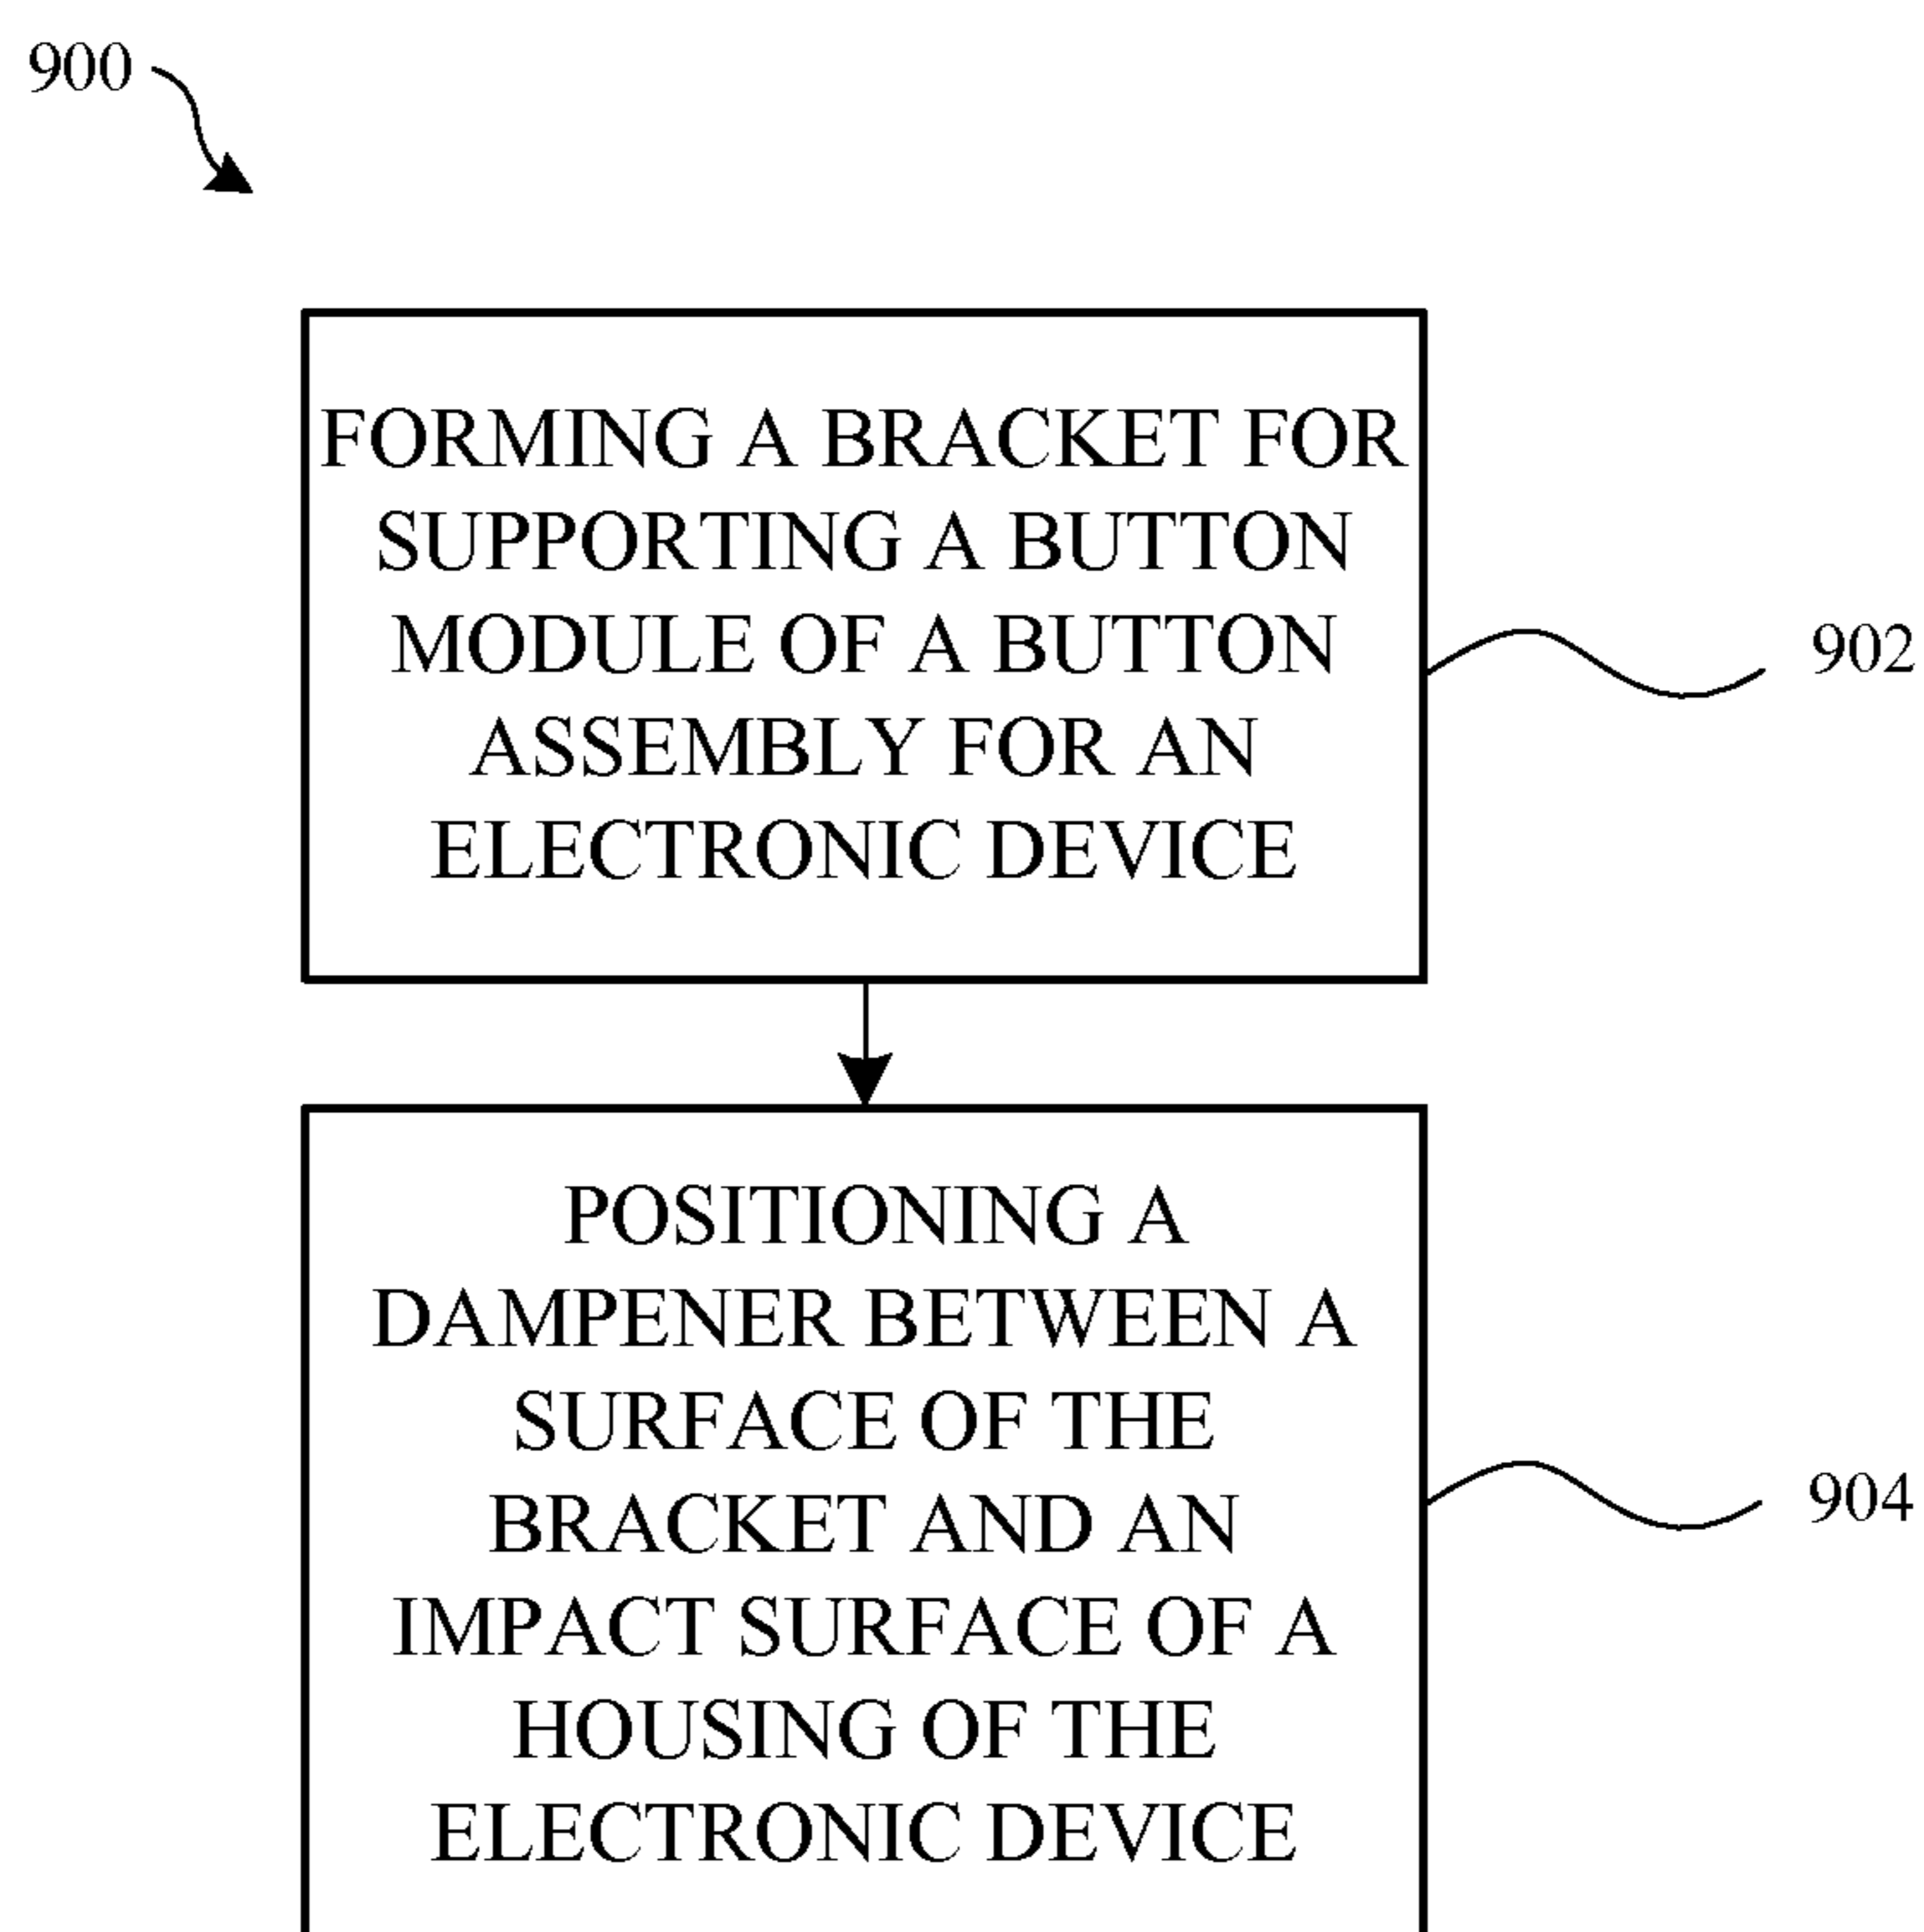 900
FORMING A BRACKET FOR
SUPPORTING A BUTTON
MODULE OF A BUTTON
ASSEMBLY FOR AN
ELECTRONIC DEVICE
902
POSITIONING A
DAMPENER BETWEEN A
SURFACE OF THE
BRACKET AND AN
IMPACT SURFACE OF A
HOUSING OF THE
ELECTRONIC DEVICE
904